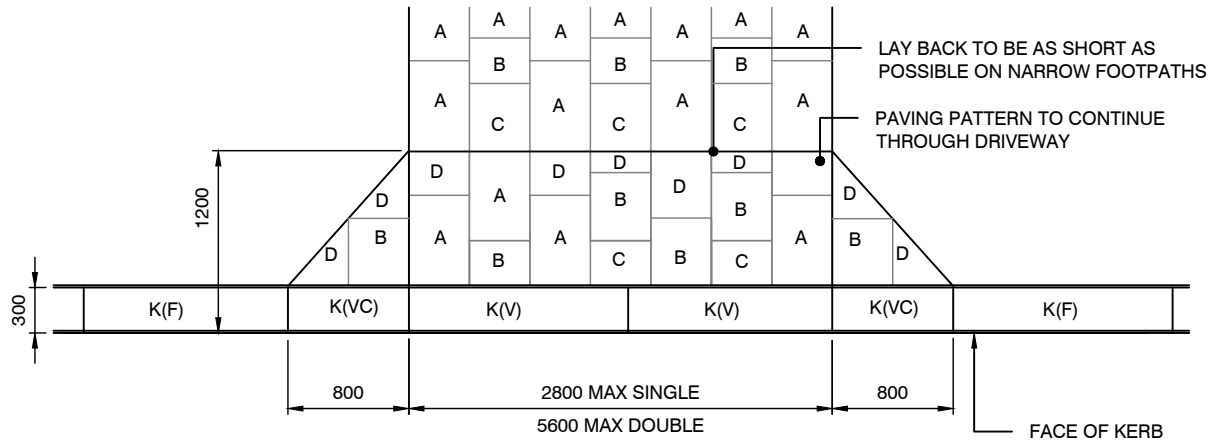 A A A A A A A
B B B
A A A A
C C C
LAY BACK TO BE AS SHORT AS
POSSIBLE ON NARROW FOOTPATHS
PAVING PATTERN TO CONTINUE
THROUGH DRIVEWAY
D D D D
A D
D B B D
D A A B C B C A B D
B
K(F) K(VC) K(V) K(V) K(VC) K(F)
1200
300
800 2800 MAX SINGLE 800
5600 MAX DOUBLE
FACE OF KERB